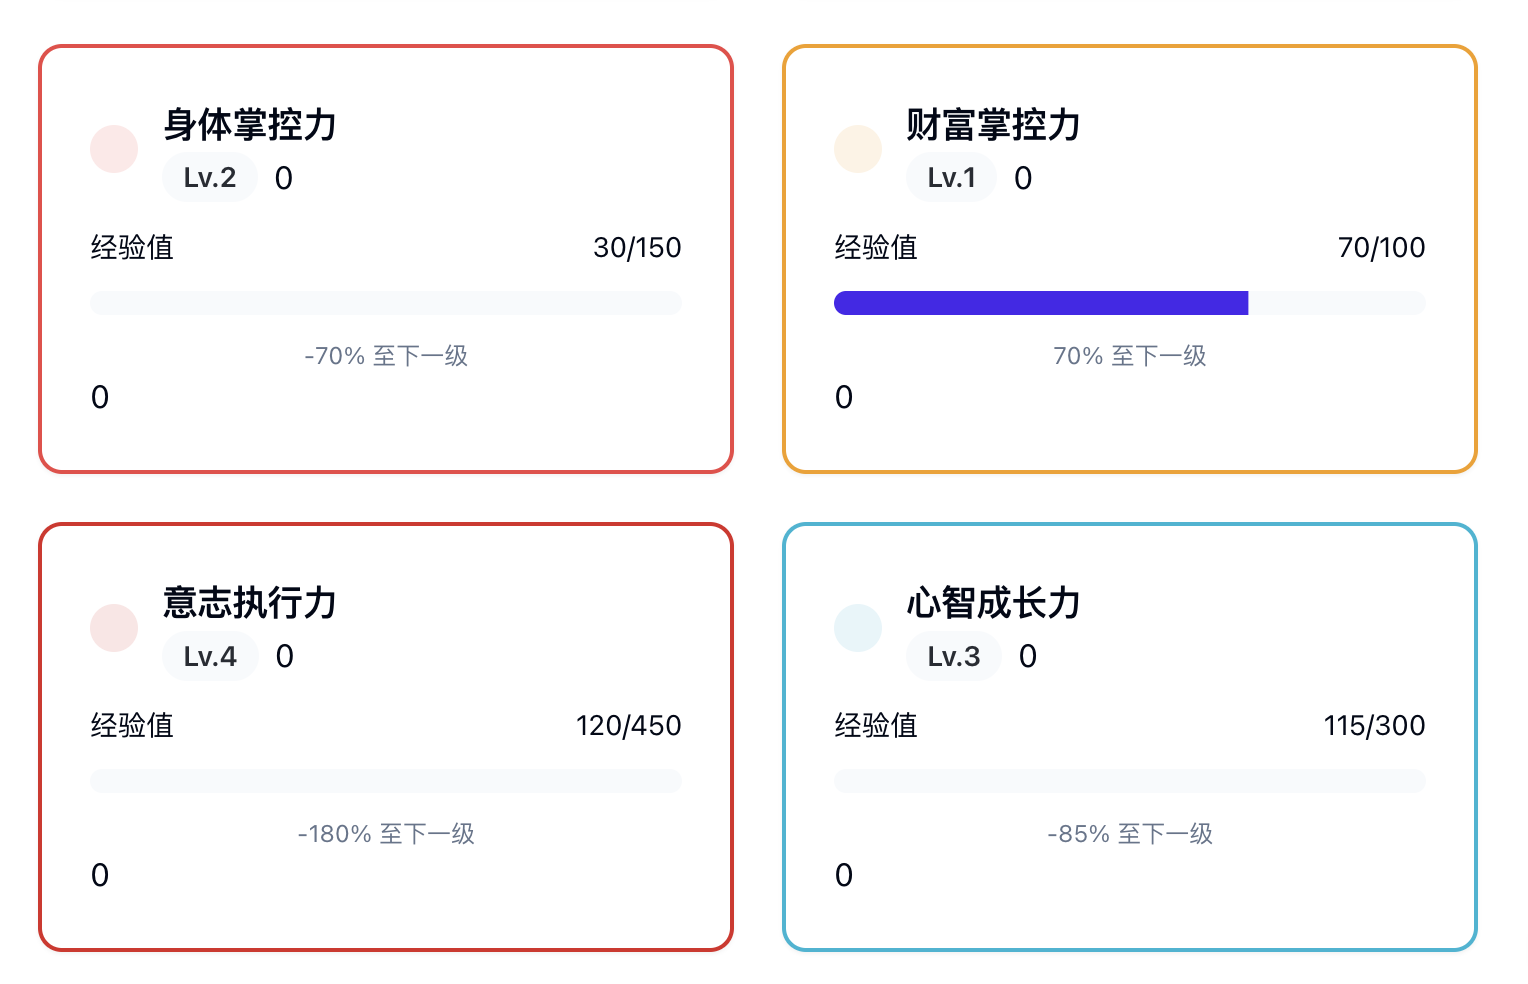 身体掌控力
Lv.2 0
经验值 30/150
-70% 至下一级
0
财富掌控力
Lv.1 0
经验值 70/100
70% 至下一级
0
意志执行力
Lv.4 0
经验值 120/450
-180% 至下一级
0
心智成长力
Lv.3 0
经验值 115/300
-85% 至下一级
0